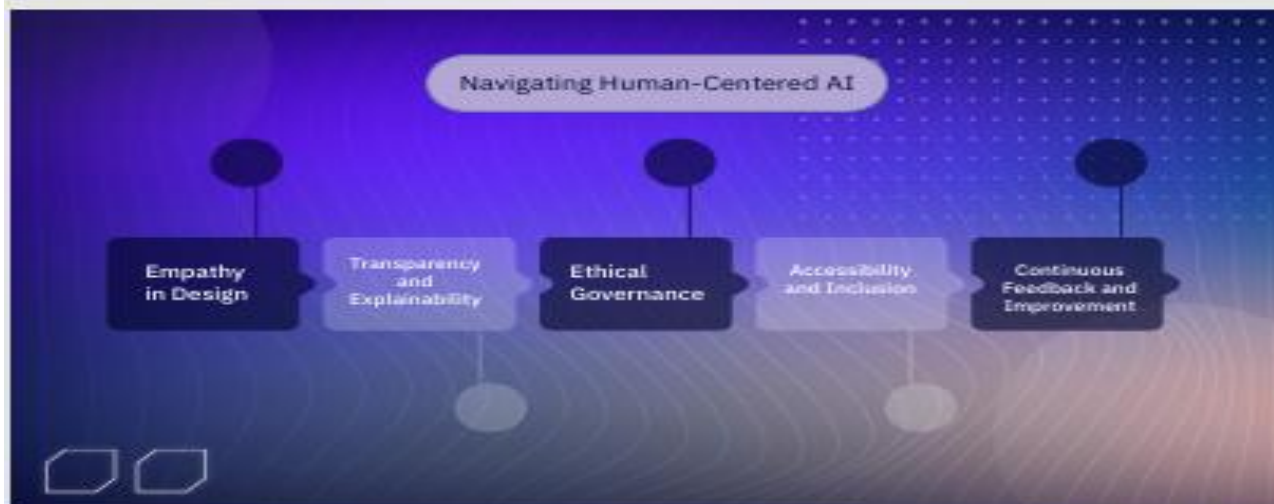 Navigating Human-Centered AI
Empathy
in Design
Transparency
and
Explainability
Ethical
Governance
Accessibility
and Inclusion
Continuous
Feedback and
Improvement